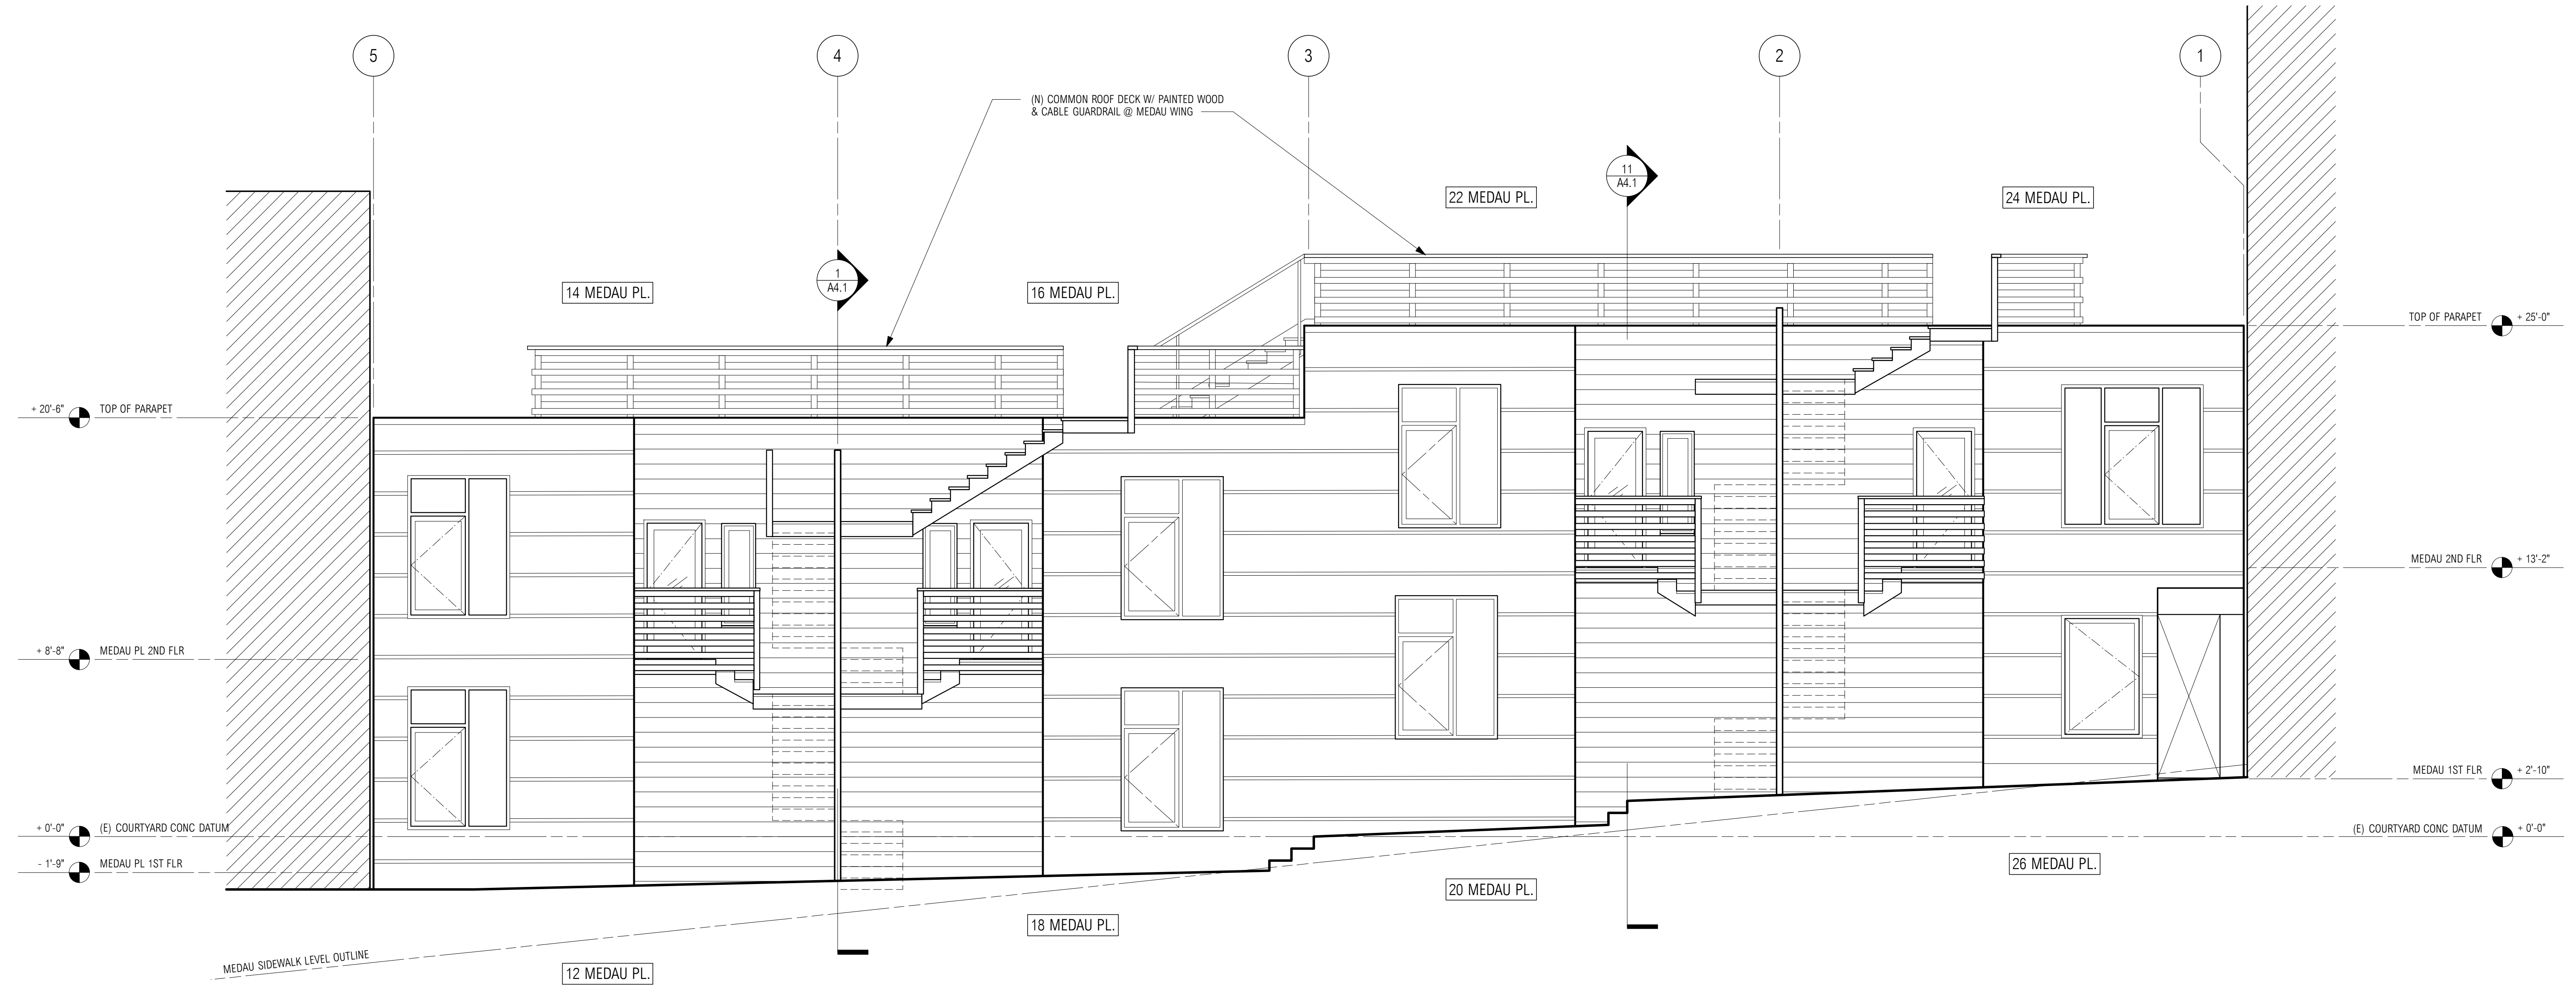 5
4
3
2
1
(N) COMMON ROOF DECK W/ PAINTED WOOD
& CABLE GUARDRAIL @ MEDAU WING
11
A4.1
22 MEDAU PL.
24 MEDAU PL.
1
A4.1
14 MEDAU PL.
16 MEDAU PL.
TOP OF PARAPET + 25'-0"
+ 20'-6" TOP OF PARAPET
MEDAU 2ND FLR + 13'-2"
+ 8'-8" MEDAU PL 2ND FLR
MEDAU 1ST FLR + 2'-10"
+ 0'-0" (E) COURTYARD CONC DATUM
(E) COURTYARD CONC DATUM + 0'-0"
- 1'-9" MEDAU PL 1ST FLR
26 MEDAU PL.
20 MEDAU PL.
18 MEDAU PL.
MEDAU SIDEWALK LEVEL OUTLINE
12 MEDAU PL.